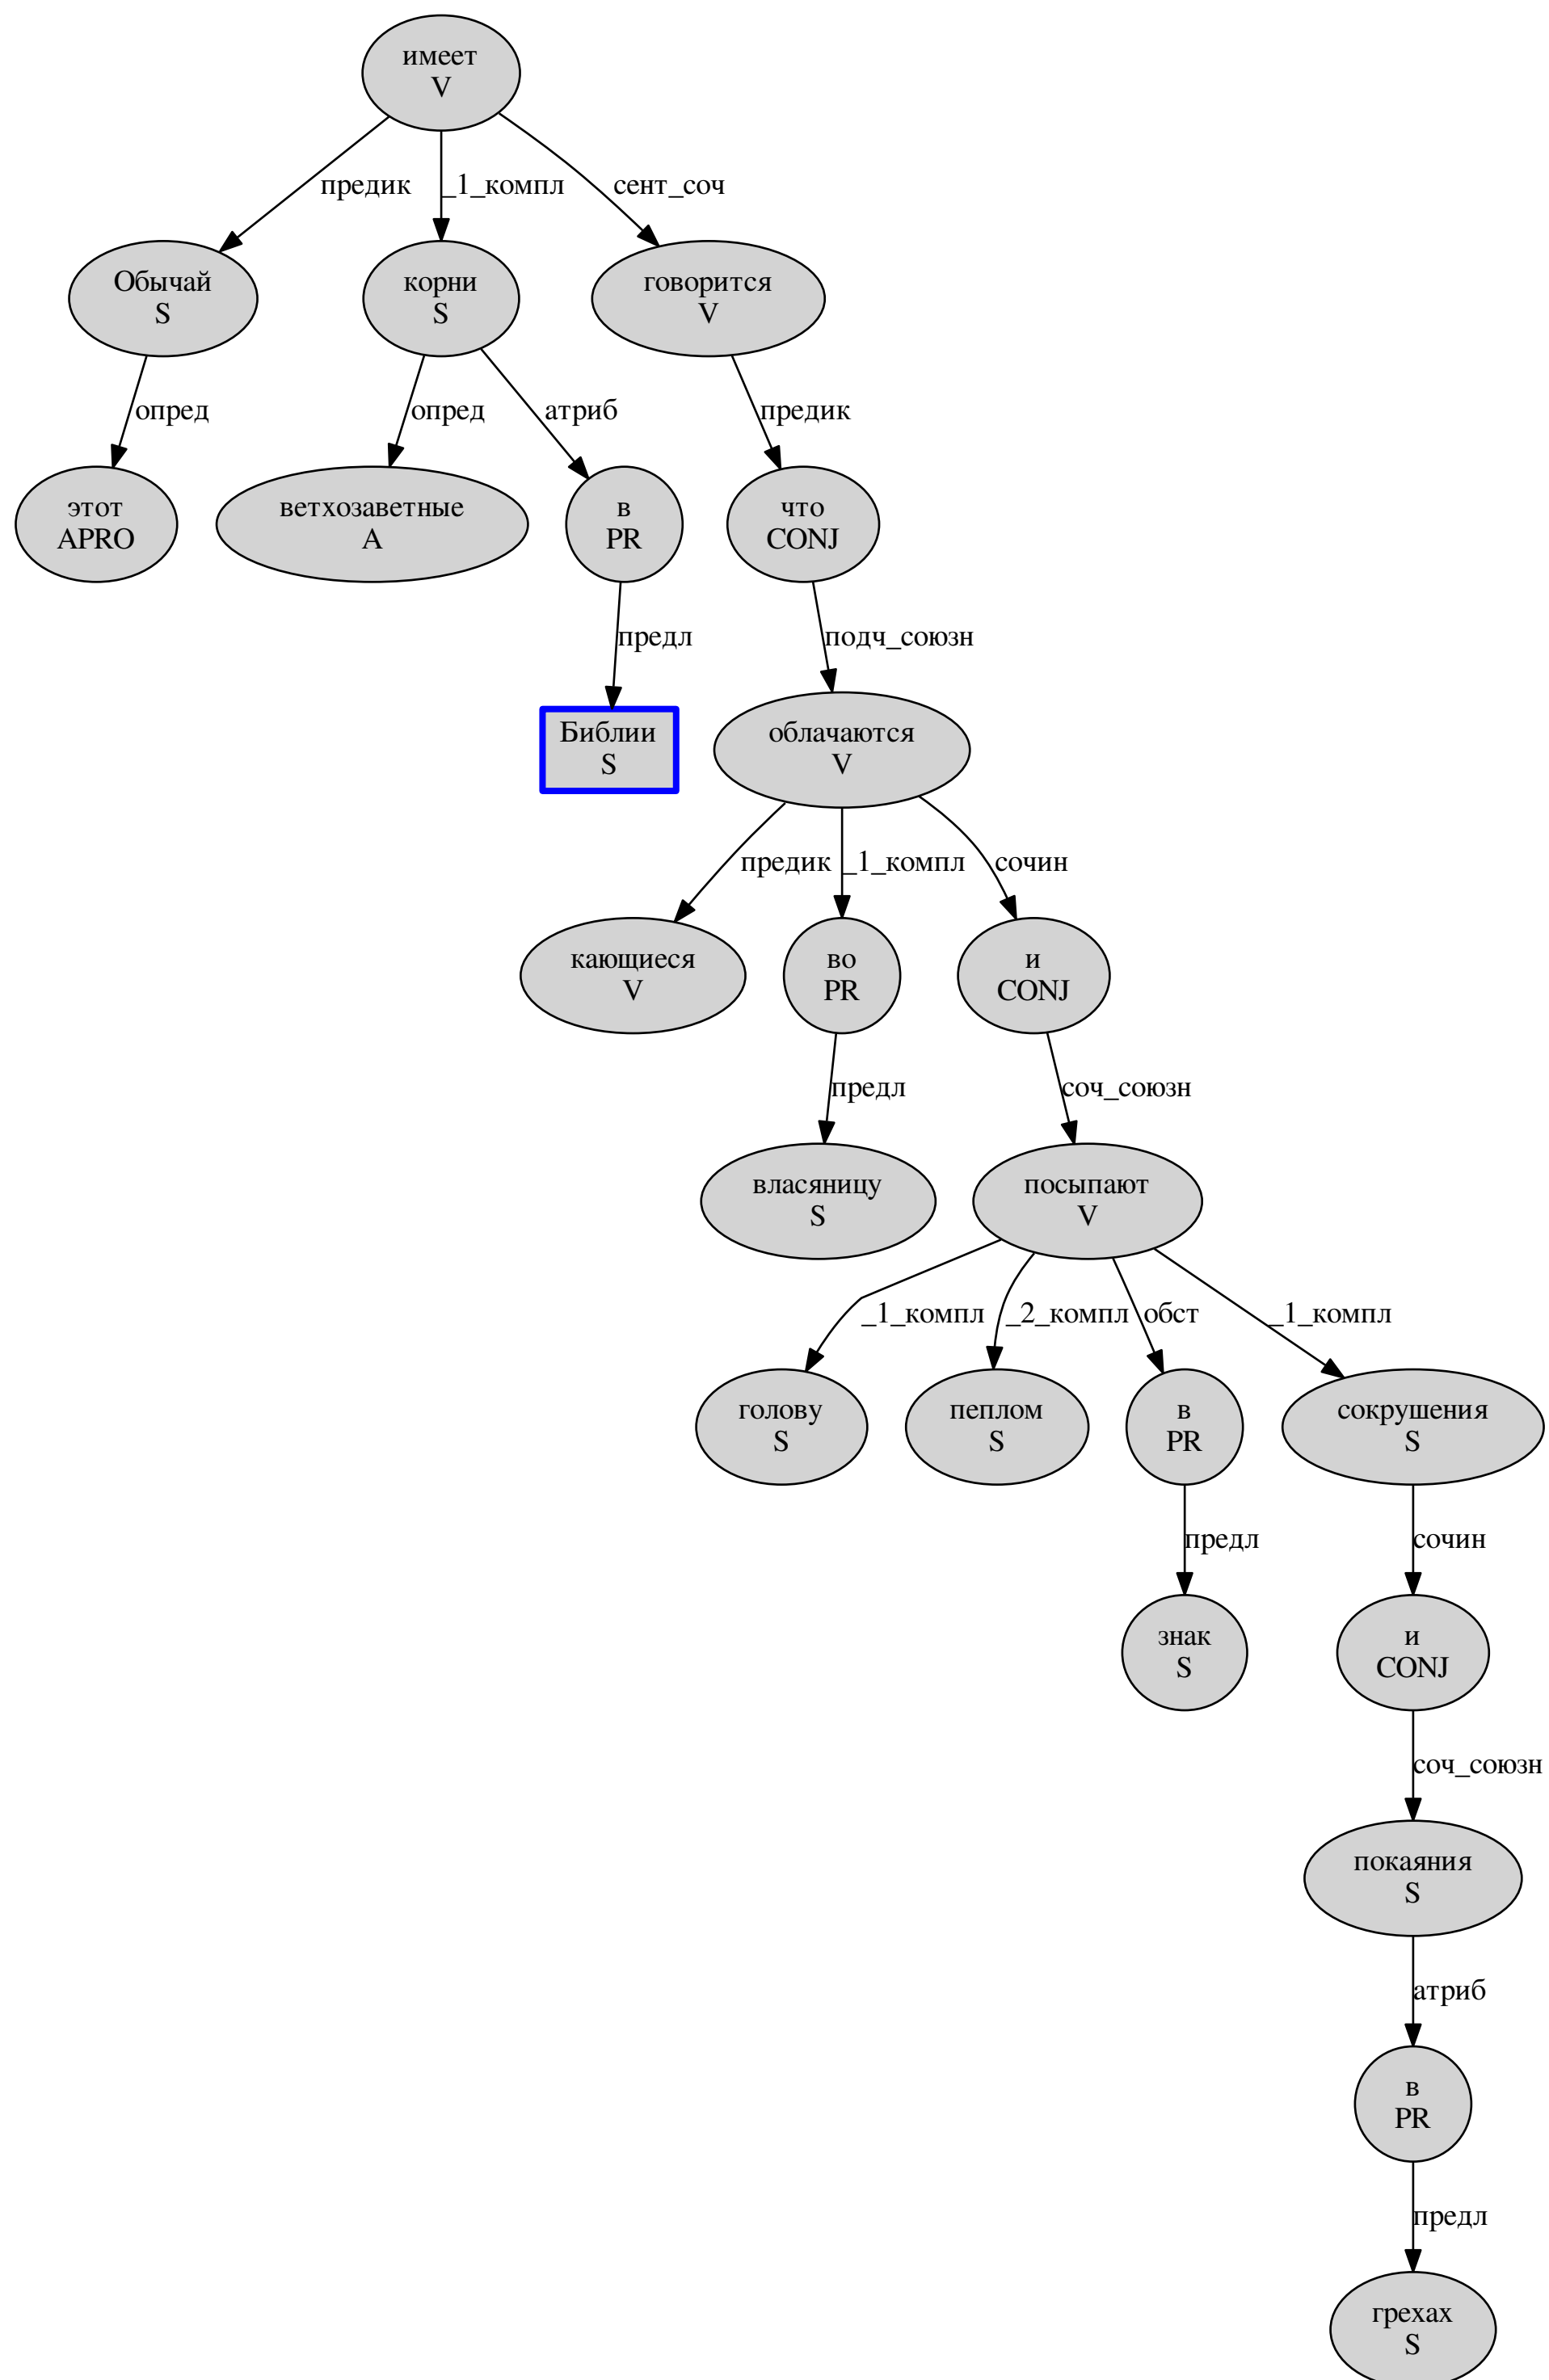 имеет
V
предик
_1_компл
сент_соч
Обычай
S
корни
S
говорится
V
опред
опред
атриб
предик
этот
APRO
ветхозаветные
A
в
PR
что
CONJ
предл
подч_союзн
Библии
S
облачаются
V
предик
_1_компл
сочин
кающиеся
V
во
PR
и
CONJ
предл
соч_союзн
власяницу
S
посыпают
V
_1_компл
_2_компл
обст
_1_компл
голову
S
пеплом
S
в
PR
сокрушения
S
предл
сочин
знак
S
и
CONJ
соч_союзн
покаяния
S
атриб
в
PR
предл
грехах
S